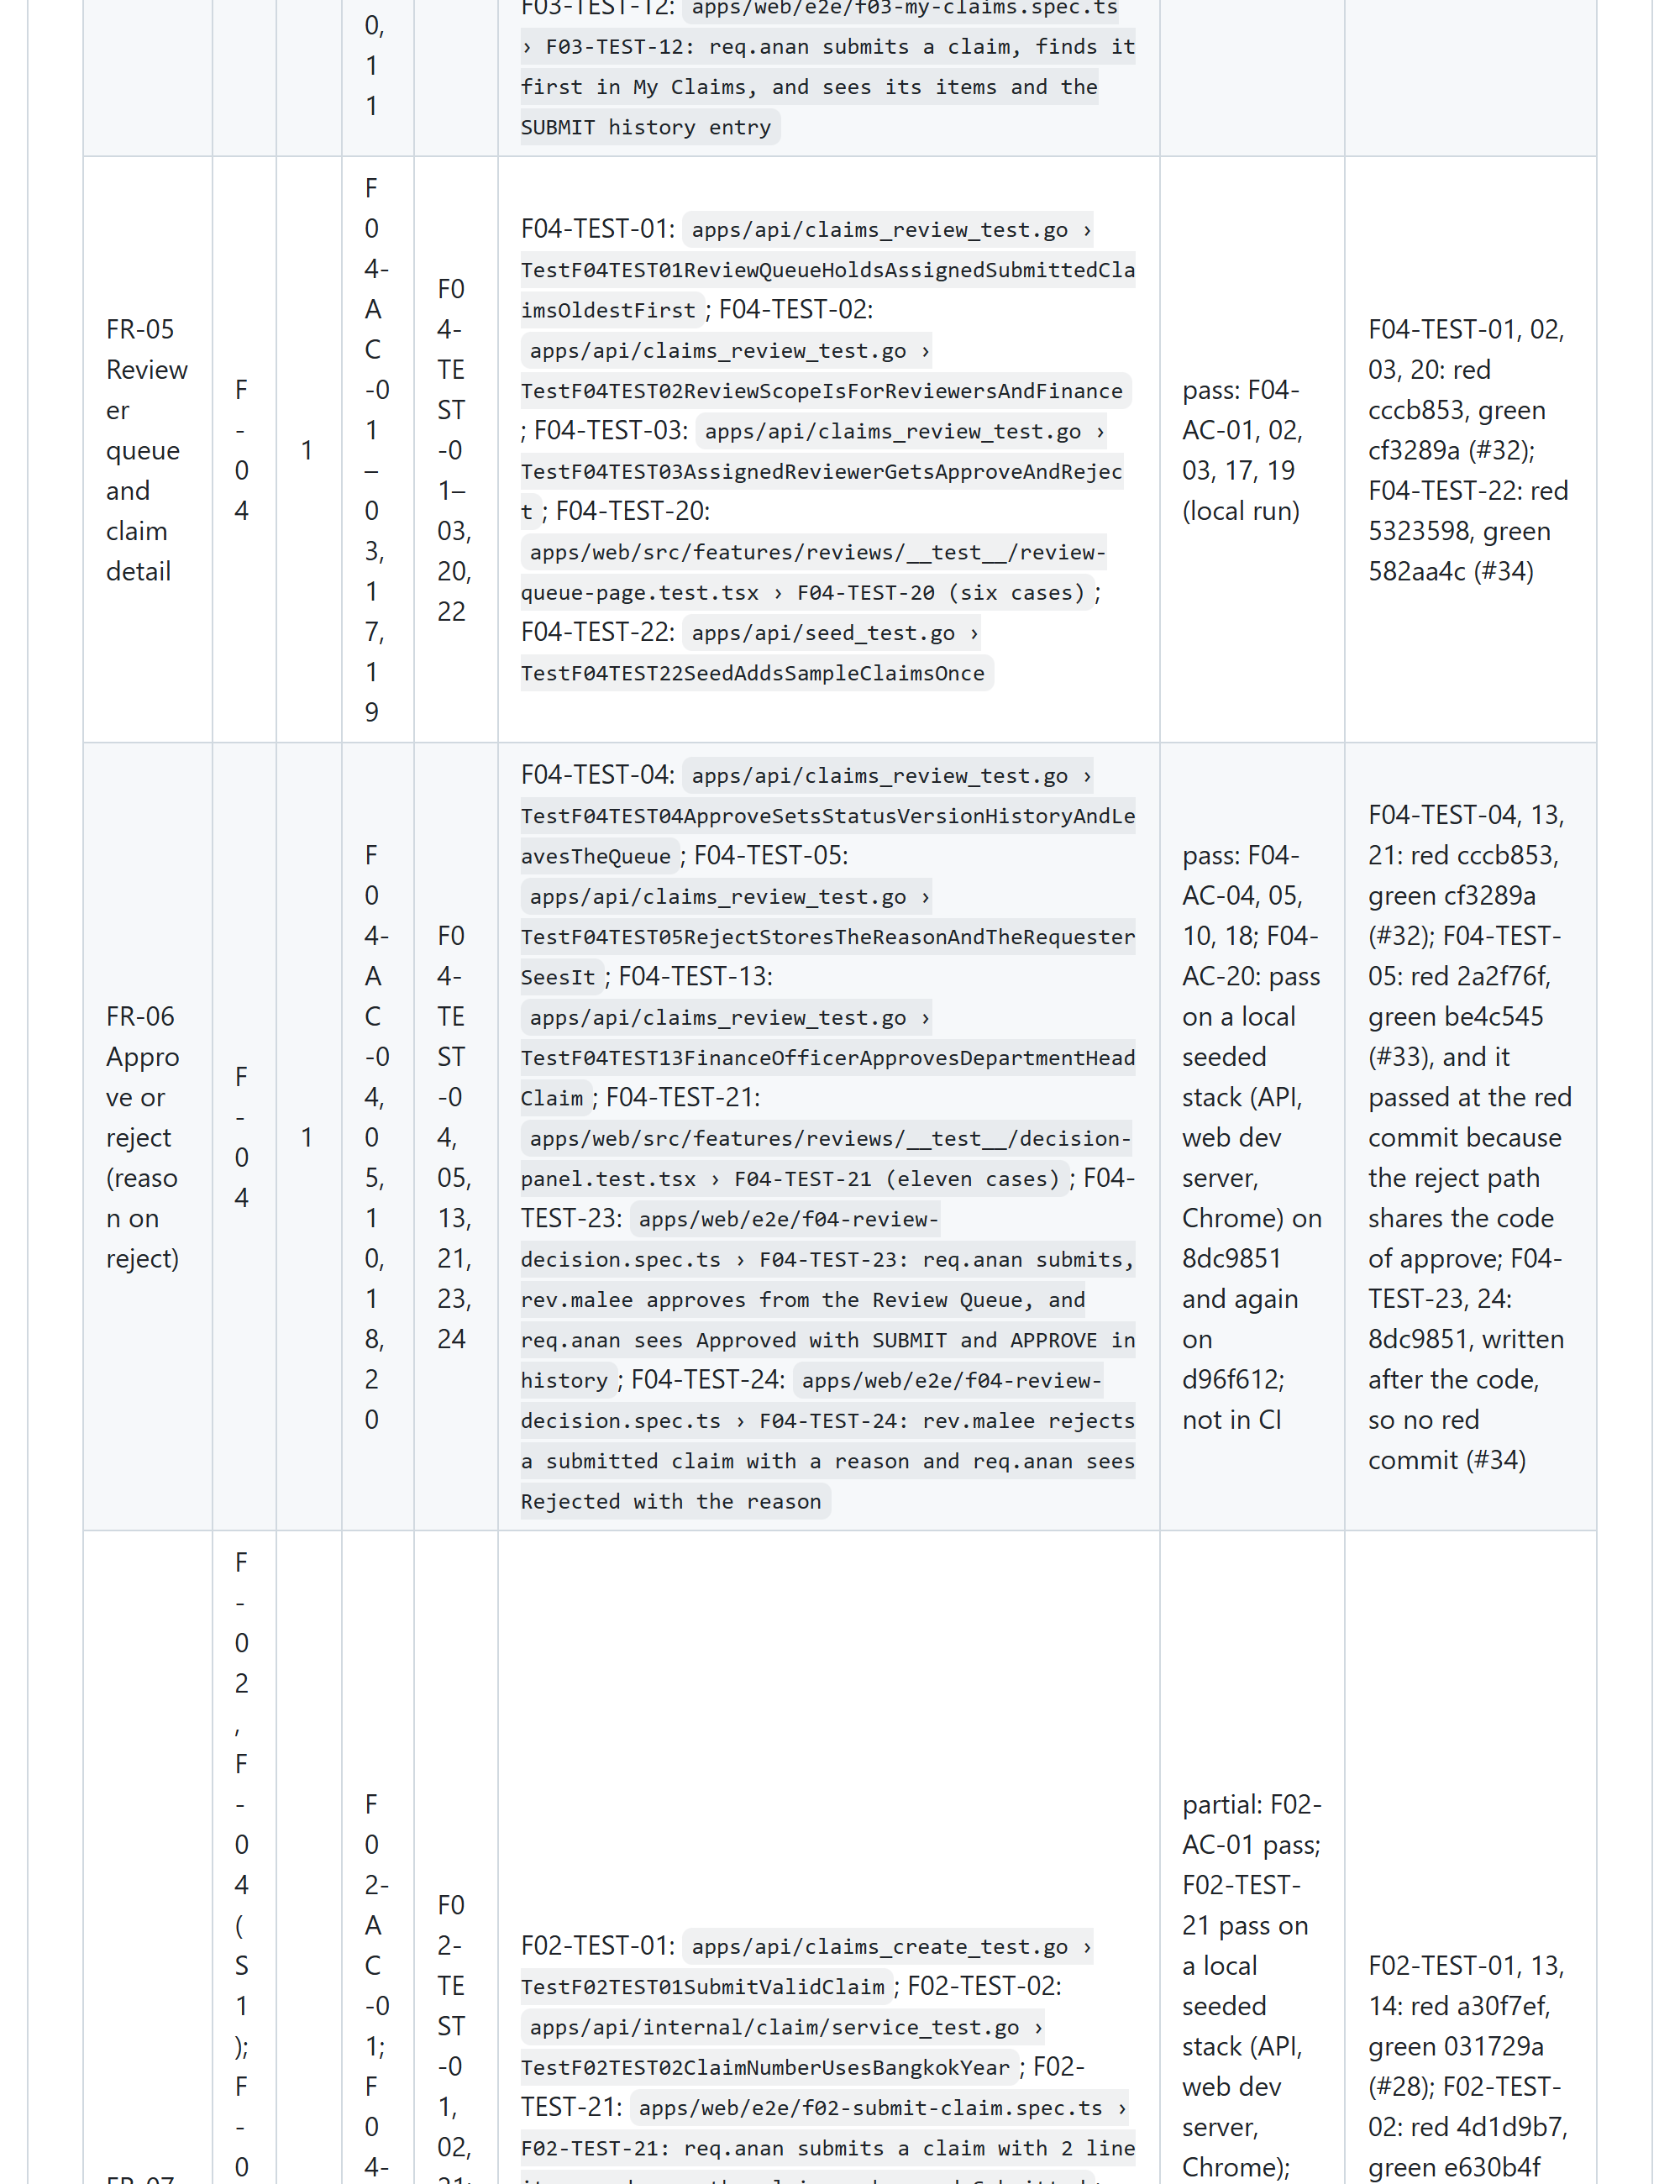 0,
1
1
F03-TEST-12: apps/web/e2e/f03-my-claims.spec.ts
› F03-TEST-12: req.anan submits a claim, finds it
first in My Claims, and sees its items and the
SUBMIT history entry
FR-05
Review
er
queue
and
claim
detail
F
-
0
4
1
F
0
4-
A
C
-0
1
–
0
3,
1
7,
1
9
F0
4-
TE
ST
-0
1–
03,
20,
22
F04-TEST-01: apps/api/claims_review_test.go ›
TestF04TEST01ReviewQueueHoldsAssignedSubmittedCla
imsOldestFirst ; F04-TEST-02:
apps/api/claims_review_test.go ›
TestF04TEST02ReviewScopeIsForReviewersAndFinance
; F04-TEST-03: apps/api/claims_review_test.go ›
TestF04TEST03AssignedReviewerGetsApproveAndRejec
t ; F04-TEST-20:
apps/web/src/features/reviews/__test__/review-
queue-page.test.tsx › F04-TEST-20 (six cases) ;
F04-TEST-22: apps/api/seed_test.go ›
TestF04TEST22SeedAddsSampleClaimsOnce
pass: F04-
AC-01, 02,
03, 17, 19
(local run)
F04-TEST-01, 02,
03, 20: red
cccb853, green
cf3289a (#32);
F04-TEST-22: red
5323598, green
582aa4c (#34)
FR-06
Appro
ve or
reject
(reaso
n on
reject)
F
-
0
4
1
F
0
4-
A
C
-0
4,
0
5,
1
0,
1
8,
2
0
F0
4-
TE
ST
-0
4,
05,
13,
21,
23,
24
F04-TEST-04: apps/api/claims_review_test.go ›
TestF04TEST04ApproveSetsStatusVersionHistoryAndLe
avesTheQueue ; F04-TEST-05:
apps/api/claims_review_test.go ›
TestF04TEST05RejectStoresTheReasonAndTheRequester
SeesIt ; F04-TEST-13:
apps/api/claims_review_test.go ›
TestF04TEST13FinanceOfficerApprovesDepartmentHead
Claim ; F04-TEST-21:
apps/web/src/features/reviews/__test__/decision-
panel.test.tsx › F04-TEST-21 (eleven cases) ; F04-
TEST-23: apps/web/e2e/f04-review-
decision.spec.ts › F04-TEST-23: req.anan submits,
rev.malee approves from the Review Queue, and
req.anan sees Approved with SUBMIT and APPROVE in
history ; F04-TEST-24: apps/web/e2e/f04-review-
decision.spec.ts › F04-TEST-24: rev.malee rejects
a submitted claim with a reason and req.anan sees
Rejected with the reason
pass: F04-
AC-04, 05,
10, 18; F04-
AC-20: pass
on a local
seeded
stack (API,
web dev
server,
Chrome) on
8dc9851
and again
on
d96f612;
not in CI
F04-TEST-04, 13,
21: red cccb853,
green cf3289a
(#32); F04-TEST-
05: red 2a2f76f,
green be4c545
(#33), and it
passed at the red
commit because
the reject path
shares the code
of approve; F04-
TEST-23, 24:
8dc9851, written
after the code,
so no red
commit (#34)
FR-07
F
-
0
2
,
F
-
0
4
(
S
1
);
F
-
0
F
0
2-
A
C
-0
1;
F
0
4-
F0
2-
TE
ST
-0
1,
02,
21;
F02-TEST-01: apps/api/claims_create_test.go ›
TestF02TEST01SubmitValidClaim ; F02-TEST-02:
apps/api/internal/claim/service_test.go ›
TestF02TEST02ClaimNumberUsesBangkokYear ; F02-
TEST-21: apps/web/e2e/f02-submit-claim.spec.ts ›
F02-TEST-21: req.anan submits a claim with 2 line
partial: F02-
AC-01 pass;
F02-TEST-
21 pass on
a local
seeded
stack (API,
web dev
server,
Chrome);
F02-TEST-01, 13,
14: red a30f7ef,
green 031729a
(#28); F02-TEST-
02: red 4d1d9b7,
green e630b4f